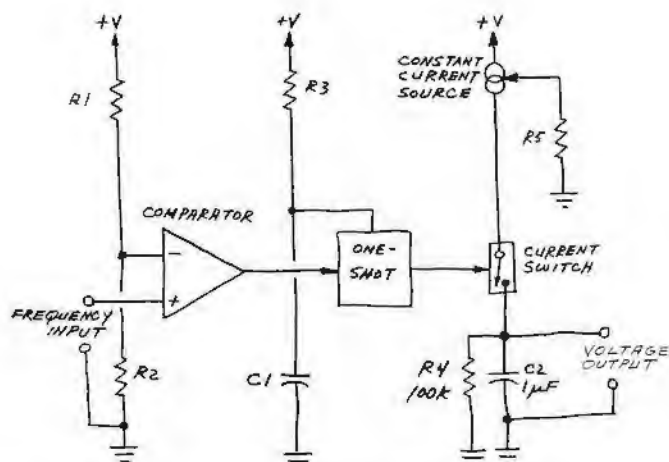 +V
+V
+V
R1
R3
CONSTANT
CURRENT
SOURCE
R5
COMPARATOR
−
+
ONE-
SHOT
CURRENT
SWITCH
FREQUENCY
INPUT
R2
C1
R4
100K
C2
1µF
VOLTAGE
OUTPUT